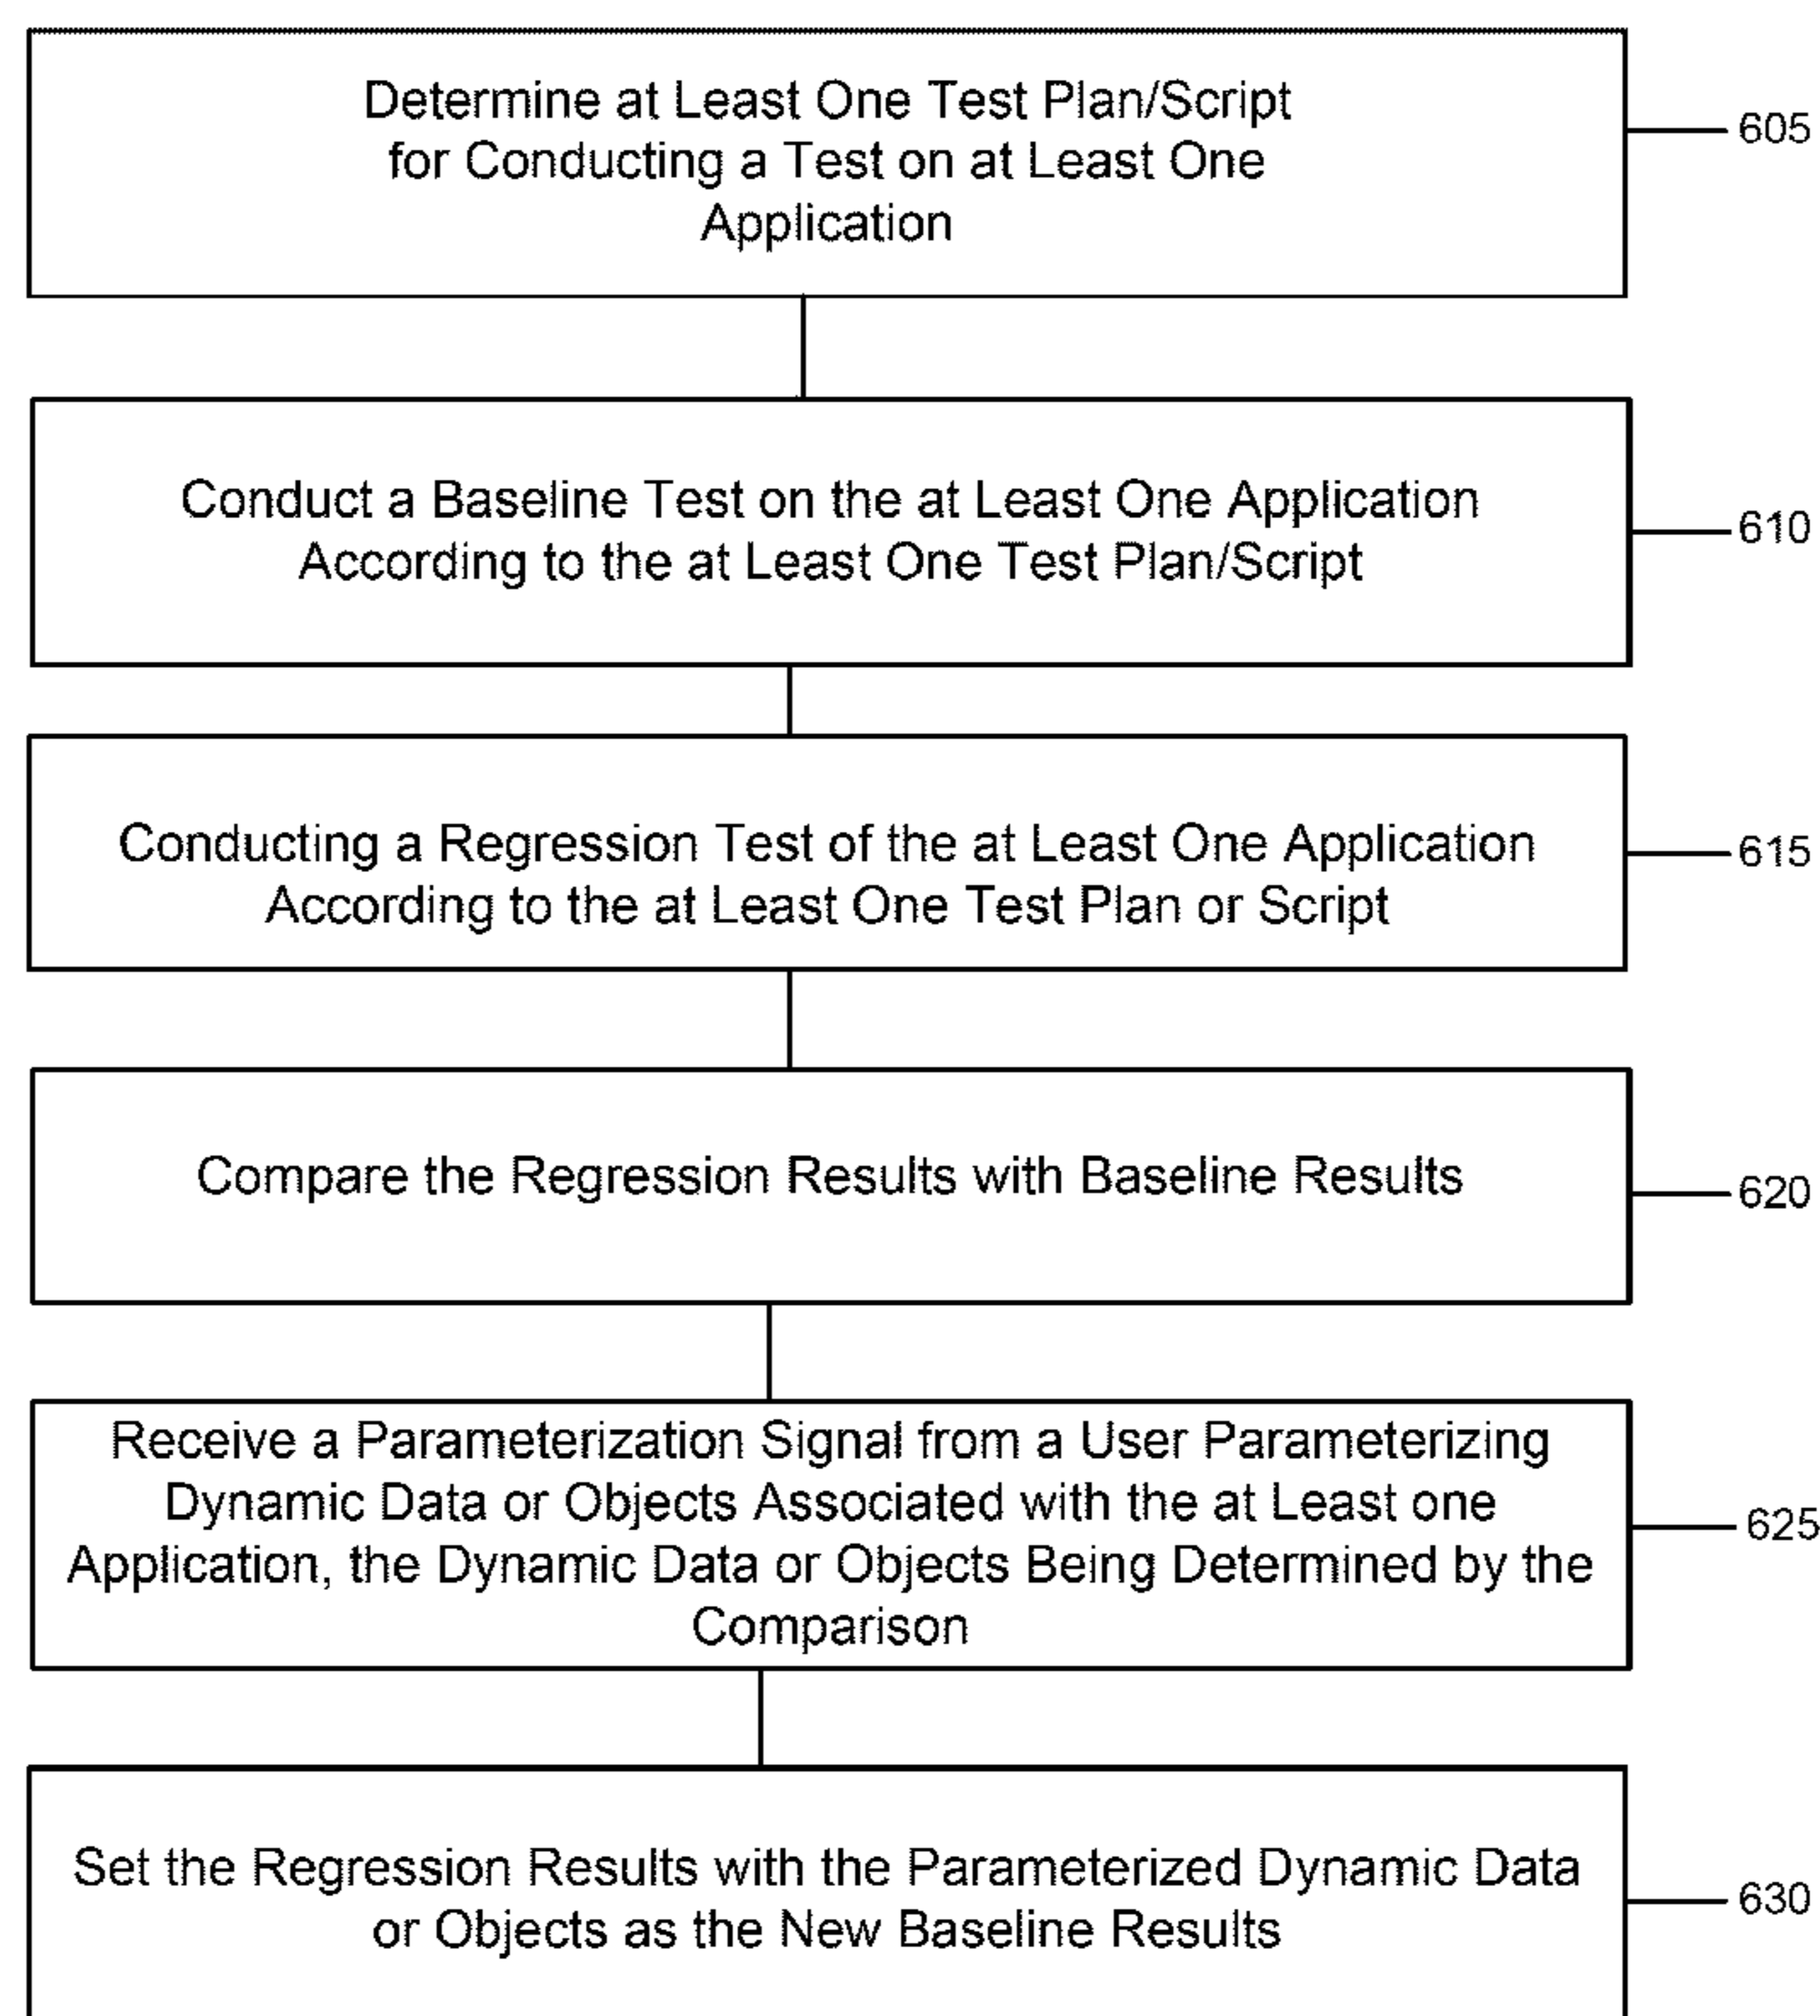 Determine at Least One Test Plan/Script
for Conducting a Test on at Least One
Application
605
Conduct a Baseline Test on the at Least One Application
According to the at Least One Test Plan/Script
610
Conducting a Regression Test of the at Least One Application
According to the at Least One Test Plan or Script
615
Compare the Regression Results with Baseline Results
620
Receive a Parameterization Signal from a User Parameterizing
Dynamic Data or Objects Associated with the at Least one
Application, the Dynamic Data or Objects Being Determined by the
Comparison
625
Set the Regression Results with the Parameterized Dynamic Data
or Objects as the New Baseline Results
630